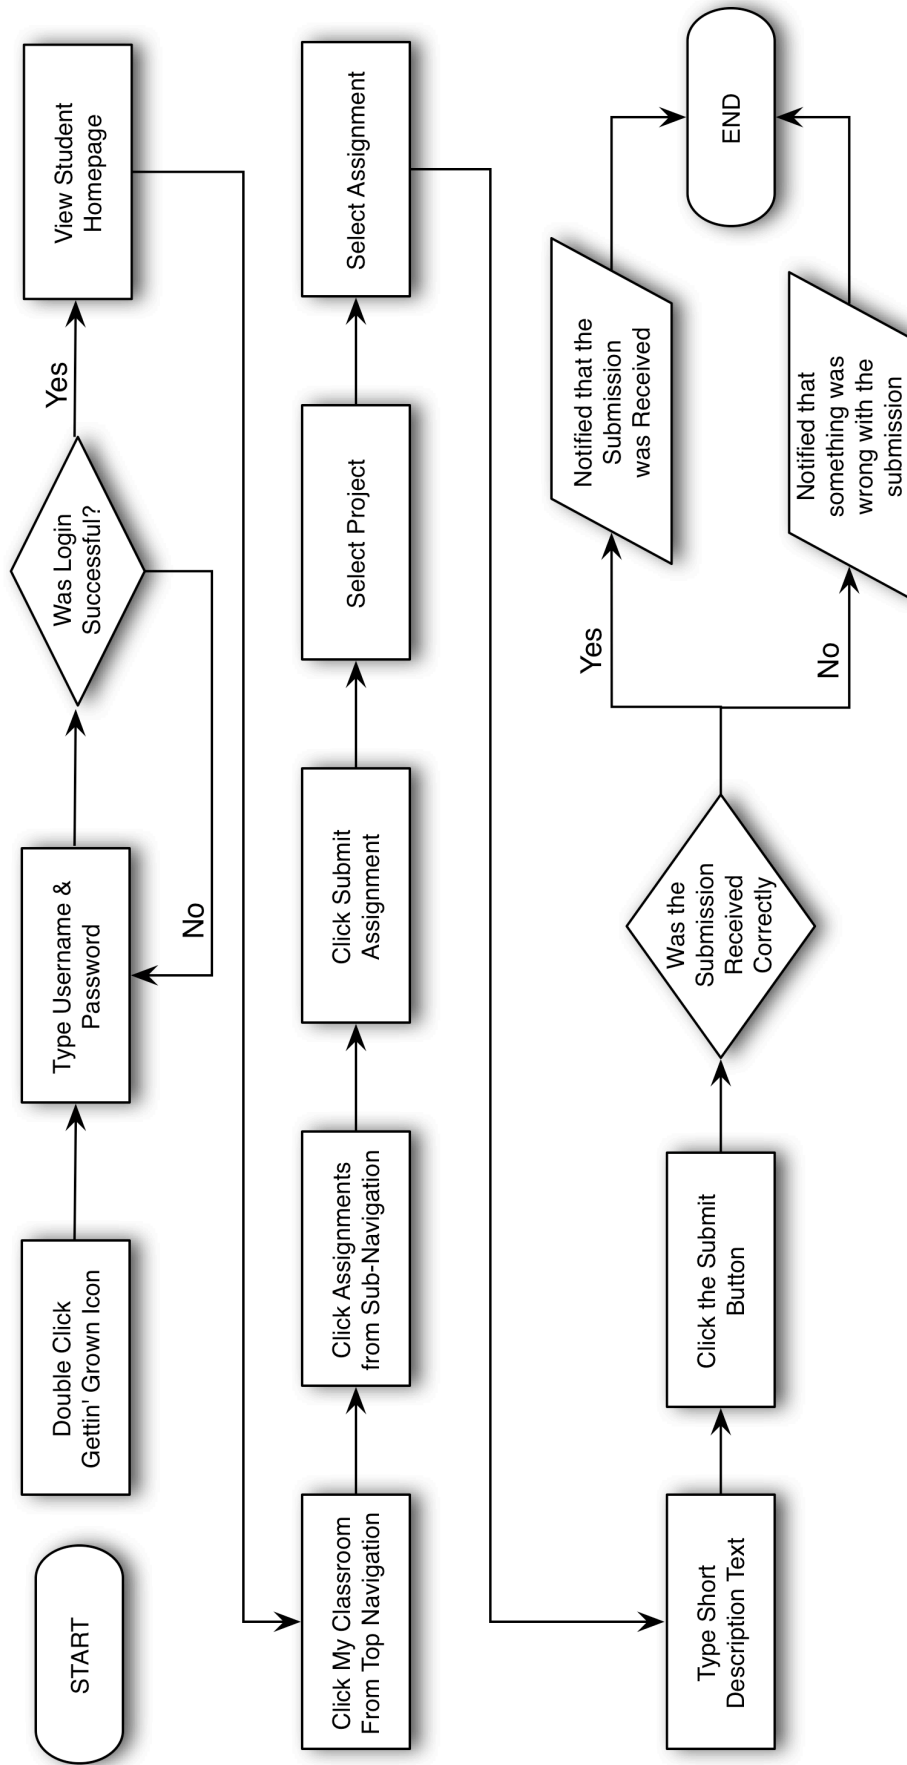 START
Double Click
Gettin' Grown Icon
Type Username &
Password
No
Was Login
Successful?
Yes
View Student
Homepage
Click My Classroom
From Top Navigation
Click Assignments
from Sub-Navigation
Click Submit
Assignment
Select Project
Select Assignment
Type Short
Description Text
Click the Submit
Button
Was the
Submission
Received
Correctly
Yes
No
Notified that the
Submission
was Received
Notified that
something was
wrong with the
submission
END